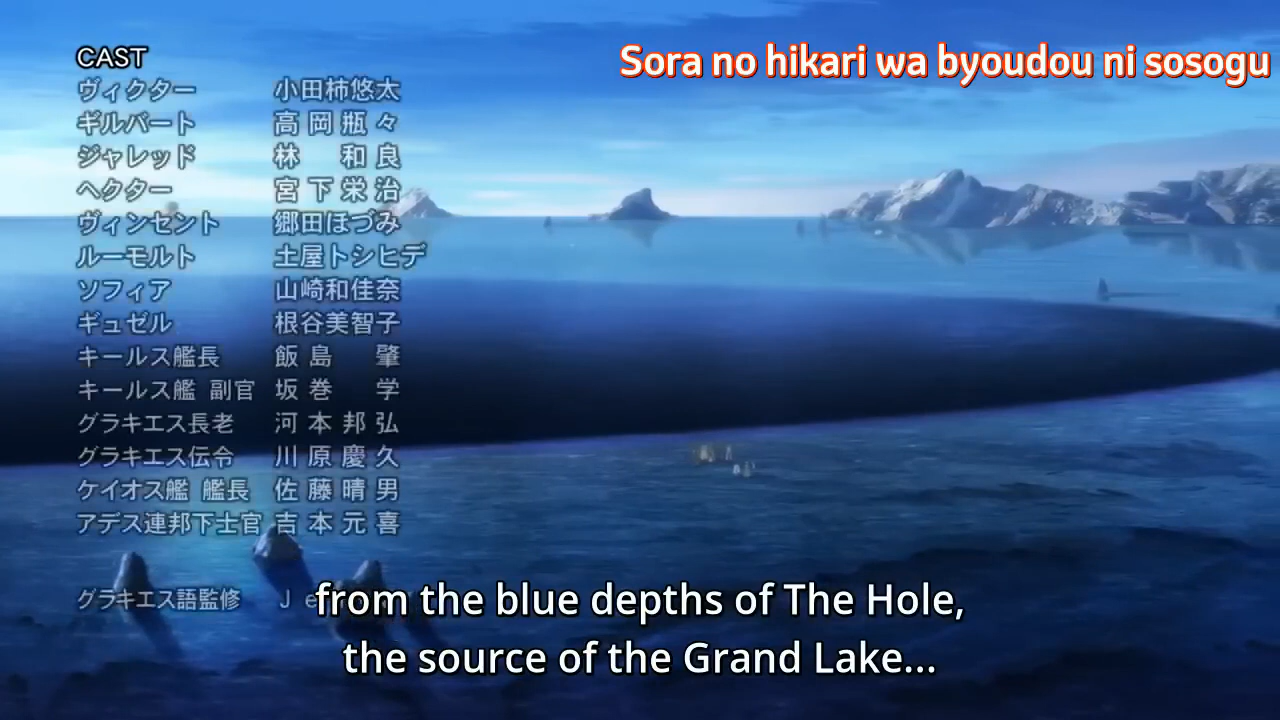 CAST
Sora no hikari wa byoudou ni sosogu
ヴィクター 小田柿悠太
ギルバート 高岡瓶々
ジャレッド 林 和良
ヘクター 宮下栄治
ヴィンセント 郷田ほづみ
ルーモルト 土屋トシヒデ
ソフィア 山崎和佳奈
ギュゼル 根谷美智子
キールス艦長 飯島 肇
キールス艦 副官 坂巻 学
グラキエス長老 河本邦弘
グラキエス伝令 川原慶久
ケイオス艦 艦長 佐藤晴男
アデス連邦下士官 吉本元喜
グラキエス語監修
from the blue depths of The Hole,
the source of the Grand Lake...